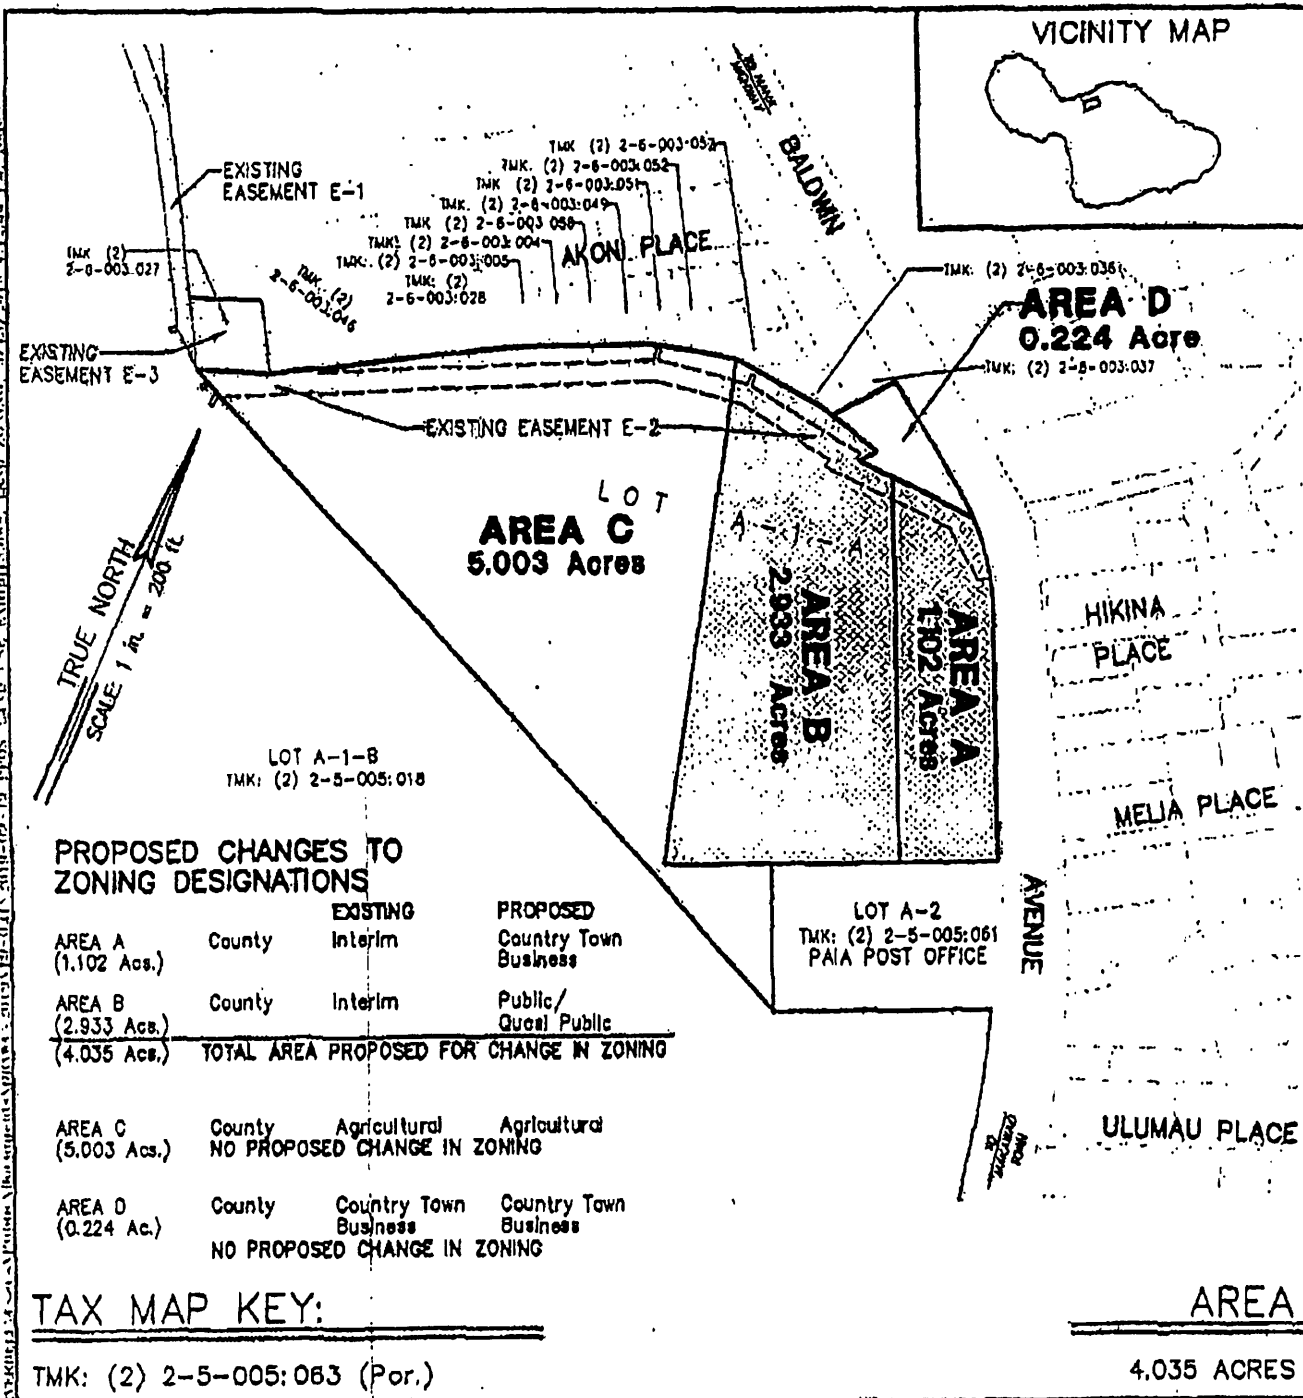 VICINITY MAP
BALDWIN
EXISTING
EASEMENT E-1
TMK (2) 2-6-003:052
TMK. (2) 2-6-003:051
TMK. (2) 2-6-003:049
TMK (2)
2-6-003:027
TMK. (2)
2-6-003:046
TMK: (2) 2-6-003:004
TMK: (2) 2-6-003:005
TMK: (2)
2-6-003:028
AKONI PLACE
TMK: (2) 2-6-003:036
AREA D
0.224 Acre
TMK: (2) 2-6-003:037
EXISTING
EASEMENT E-3
EXISTING EASEMENT E-2
LOT
A-1-A
AREA C
5.003 Acres
AREA B
2.933 Acres
AREA A
1.102 Acres
TRUE NORTH
SCALE: 1 in. = 200 ft.
HIKINA
PLACE
MELIA PLACE
AVENUE
ULUMAU PLACE
LOT A-1-B
TMK: (2) 2-5-005:018
LOT A-2
TMK: (2) 2-5-005:061
PAIA POST OFFICE
PROPOSED CHANGES TO
ZONING DESIGNATIONS
EXISTING PROPOSED
AREA A County Interim Country Town
(1.102 Acs.) Business
AREA B County Interim Public/
(2.933 Acs.) Quasi Public
(4.035 Acs.) TOTAL AREA PROPOSED FOR CHANGE IN ZONING
AREA C County Agricultural Agricultural
(5.003 Acs.) NO PROPOSED CHANGE IN ZONING
AREA D County Country Town Country Town
(0.224 Ac.) Business Business
NO PROPOSED CHANGE IN ZONING
TAX MAP KEY:
TMK: (2) 2-5-005:063 (Por.)
AREA
4.035 ACRES